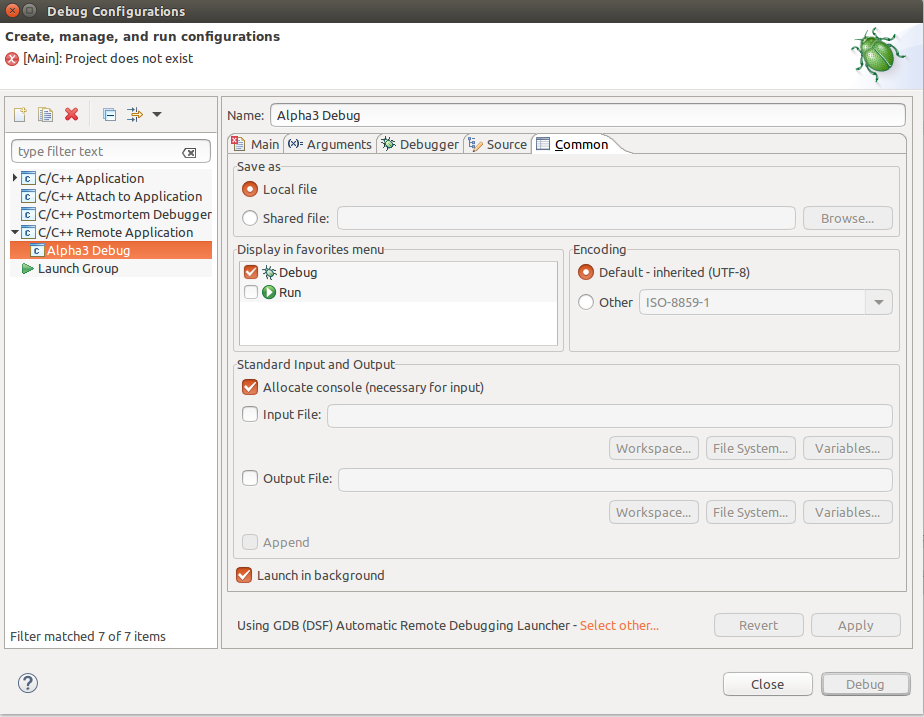 Debug Configurations
Create, manage, and run configurations
[Main]: Project does not exist
type filter text
C/C++ Application
C/C++ Attach to Application
C/C++ Postmortem Debugger
C/C++ Remote Application
Alpha3 Debug
Launch Group
Filter matched 7 of 7 items
Name: Alpha3 Debug
Main (x)= Arguments Debugger Source Common
Save as
Local file
Shared file: Browse...
Display in favorites menu
Debug
Run
Encoding
Default - inherited (UTF-8)
Other ISO-8859-1
Standard Input and Output
Allocate console (necessary for input)
Input File:
Workspace... File System... Variables...
Output File:
Workspace... File System... Variables...
Append
Launch in background
Using GDB (DSF) Automatic Remote Debugging Launcher - Select other... Revert Apply
? Close Debug